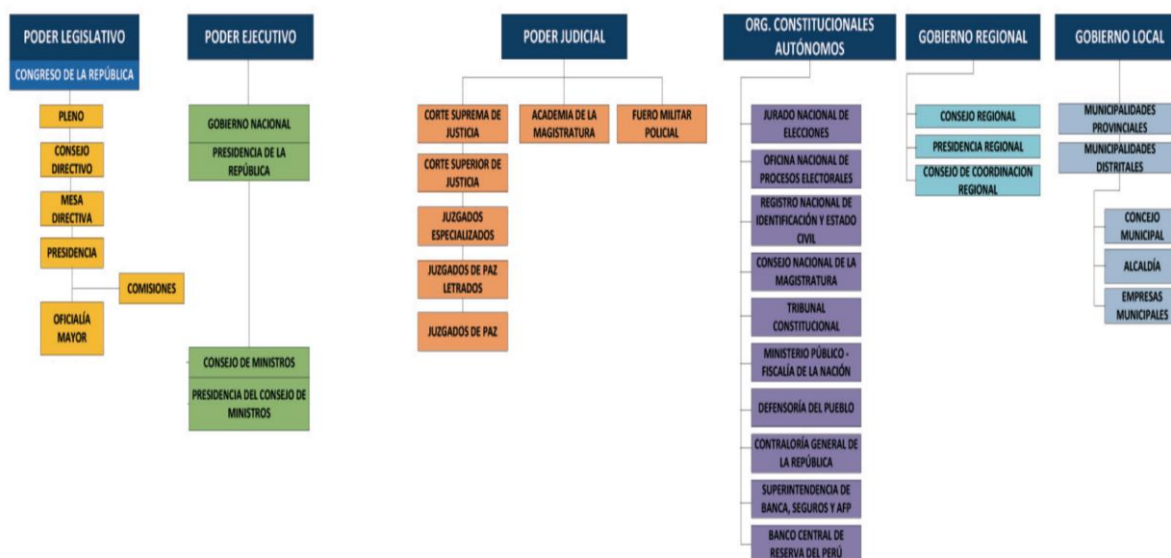 PODER LEGISLATIVO
CONGRESO DE LA REPÚBLICA
PLENO
CONSEJO
DIRECTIVO
MESA
DIRECTIVA
PRESIDENCIA
COMISIONES
OFICIALÍA
MAYOR
PODER EJECUTIVO
GOBIERNO NACIONAL
PRESIDENCIA DE LA
REPÚBLICA
CONSEJO DE MINISTROS
PRESIDENCIA DEL CONSEJO DE
MINISTROS
PODER JUDICIAL
CORTE SUPREMA DE
JUSTICIA
CORTE SUPERIOR DE
JUSTICIA
JUZGADOS
ESPECIALIZADOS
JUZGADOS DE PAZ
LETRADOS
JUZGADOS DE PAZ
ACADEMIA DE LA
MAGISTRATURA
FUERO MILITAR
POLICIAL
ORG. CONSTITUCIONALES
AUTÓNOMOS
JURADO NACIONAL DE
ELECCIONES
OFICINA NACIONAL DE
PROCESOS ELECTORALES
REGISTRO NACIONAL DE
IDENTIFICACIÓN Y ESTADO
CIVIL
CONSEJO NACIONAL DE LA
MAGISTRATURA
TRIBUNAL
CONSTITUCIONAL
MINISTERIO PÚBLICO -
FISCALÍA DE LA NACIÓN
DEFENSORÍA DEL PUEBLO
CONTRALORÍA GENERAL DE
LA REPÚBLICA
SUPERINTENDENCIA DE
BANCA, SEGUROS Y AFP
BANCO CENTRAL DE
RESERVA DEL PERÚ
GOBIERNO REGIONAL
CONSEJO REGIONAL
PRESIDENCIA REGIONAL
CONSEJO DE COORDINACION
REGIONAL
GOBIERNO LOCAL
MUNICIPALIDADES
PROVINCIALES
MUNICIPALIDADES
DISTRITALES
CONCEJO
MUNICIPAL
ALCALDÍA
EMPRESAS
MUNICIPALES